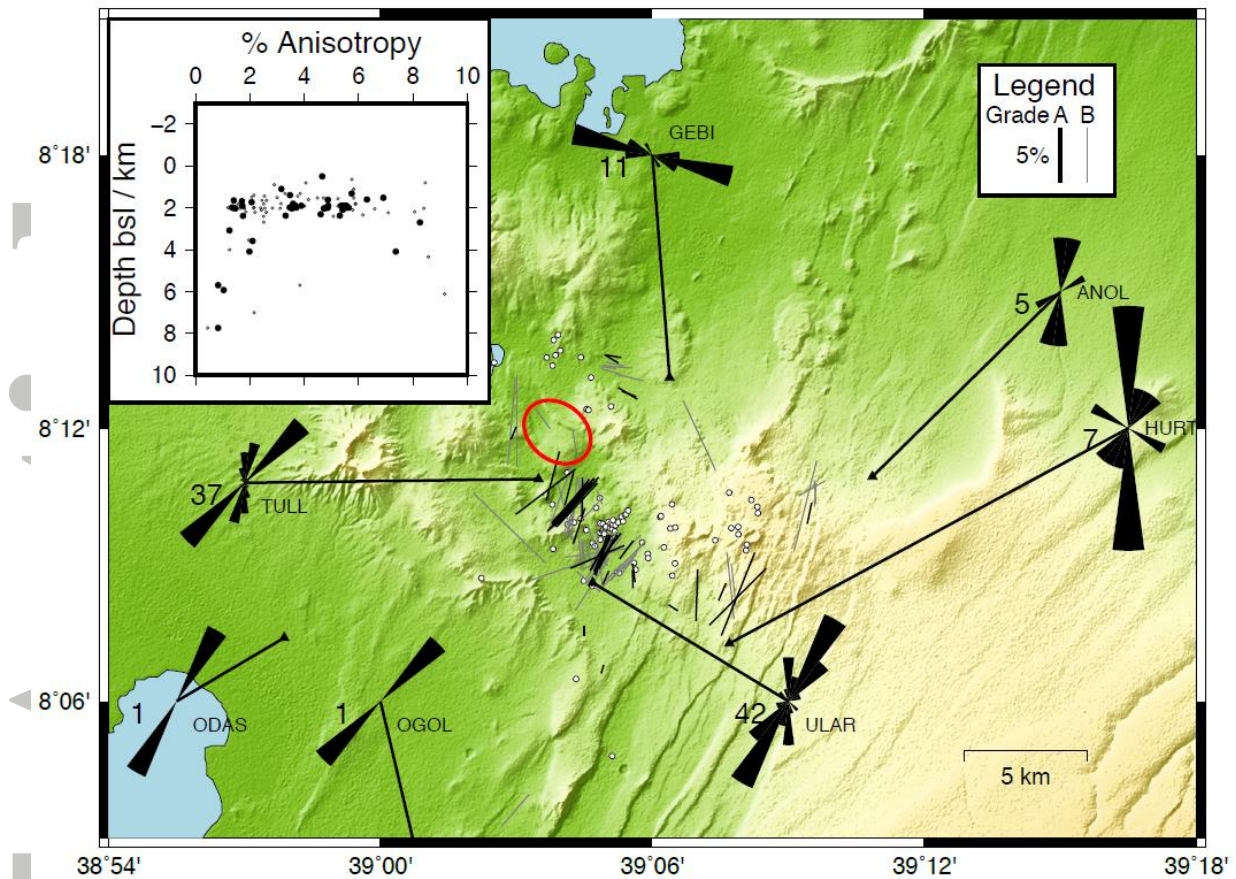 % Anisotropy
0 2 4 6 8 10
Depth bsl / km
−2
0
2
4
6
8
10
Legend
Grade A B
5%
GEBI
11
ANOL
5
HURT
7
TULL
37
ULAR
42
ODAS
1
OGOL
1
5 km
8°18'
8°12'
8°06'
38°54' 39°00' 39°06' 39°12' 39°18'